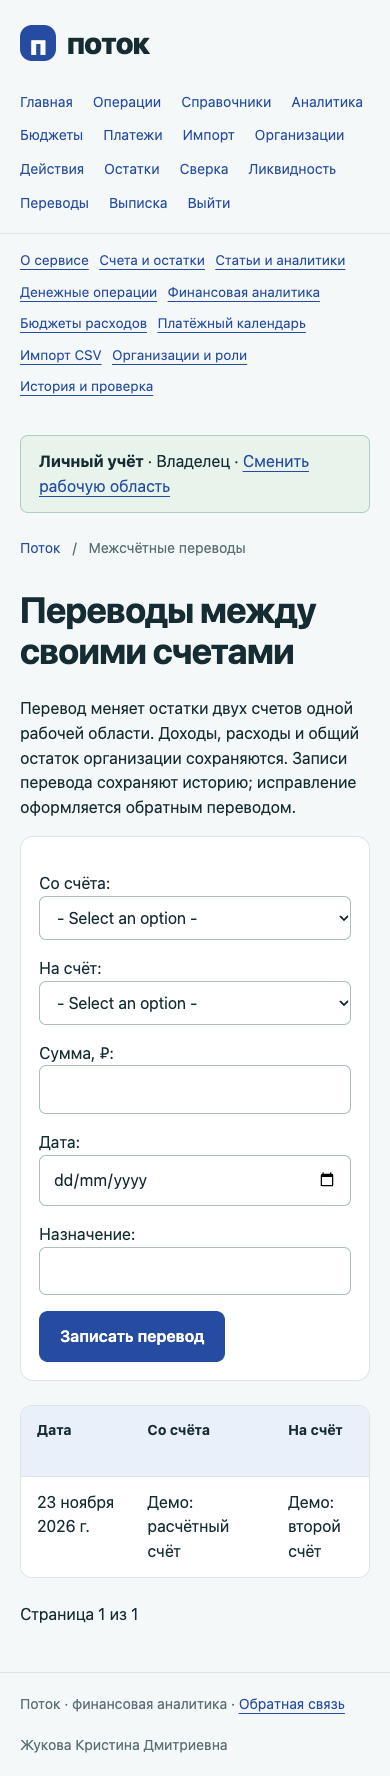 п поток
Главная Операции Справочники Аналитика
Бюджеты Платежи Импорт Организации
Действия Остатки Сверка Ликвидность
Переводы Выписка Выйти
О сервисе Счета и остатки Статьи и аналитики
Денежные операции Финансовая аналитика
Бюджеты расходов Платёжный календарь
Импорт CSV Организации и роли
История и проверка
Личный учёт · Владелец · Сменить
рабочую область
Поток / Межсчётные переводы
Переводы между
своими счетами
Перевод меняет остатки двух счетов одной
рабочей области. Доходы, расходы и общий
остаток организации сохраняются. Записи
перевода сохраняют историю; исправление
оформляется обратным переводом.
Со счёта:
- Select an option -
На счёт:
- Select an option -
Сумма, ₽:
Дата:
dd/mm/yyyy
Назначение:
Записать перевод
Дата Со счёта На счёт
23 ноября Демо: Демо:
2026 г. расчётный второй
счёт счёт
Страница 1 из 1
Поток · финансовая аналитика · Обратная связь
Жукова Кристина Дмитриевна